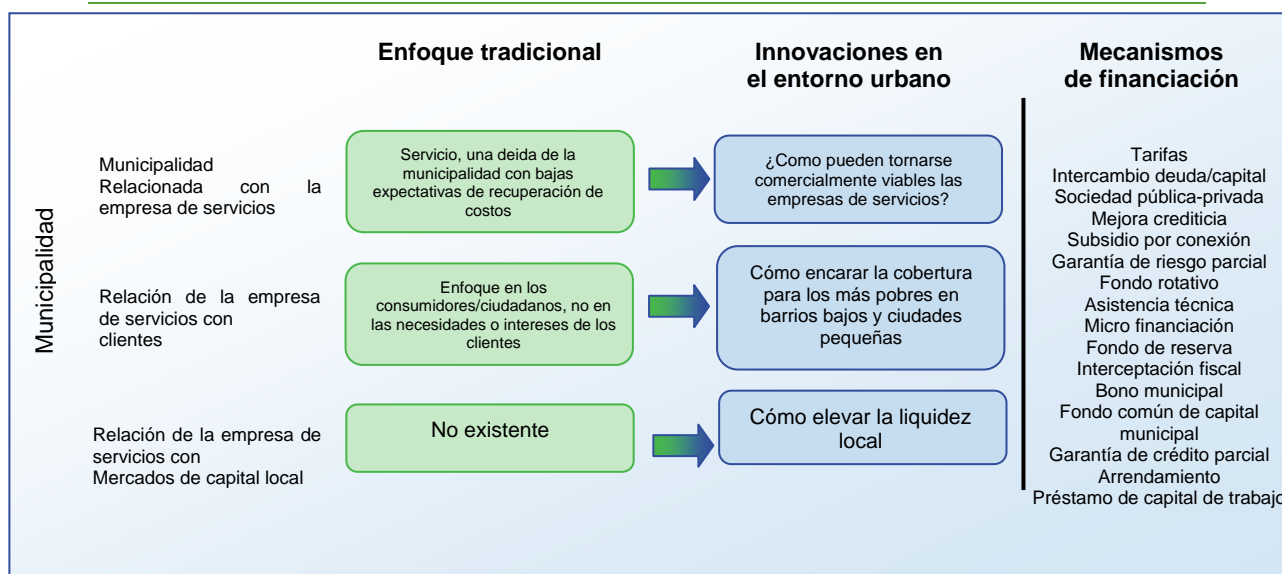 Enfoque tradicional
Innovaciones en
el entorno urbano
Mecanismos
de financiación
Municipalidad
Municipalidad
Relacionada con la
empresa de servicios
Servicio, una deida de la
municipalidad con bajas
expectativas de recuperación de
costos
¿Como pueden tornarse
comercialmente viables las
empresas de servicios?
Relación de la empresa
de servicios con
clientes
Enfoque en los
consumidores/ciudadanos, no en
las necesidades o intereses de los
clientes
Cómo encarar la cobertura
para los más pobres en
barrios bajos y ciudades
pequeñas
Relación de la empresa de
servicios con
Mercados de capital local
No existente
Cómo elevar la liquidez
local
Tarifas
Intercambio deuda/capital
Sociedad pública-privada
Mejora crediticia
Subsidio por conexión
Garantía de riesgo parcial
Fondo rotativo
Asistencia técnica
Micro financiación
Fondo de reserva
Interceptación fiscal
Bono municipal
Fondo común de capital
municipal
Garantía de crédito parcial
Arrendamiento
Préstamo de capital de trabajo